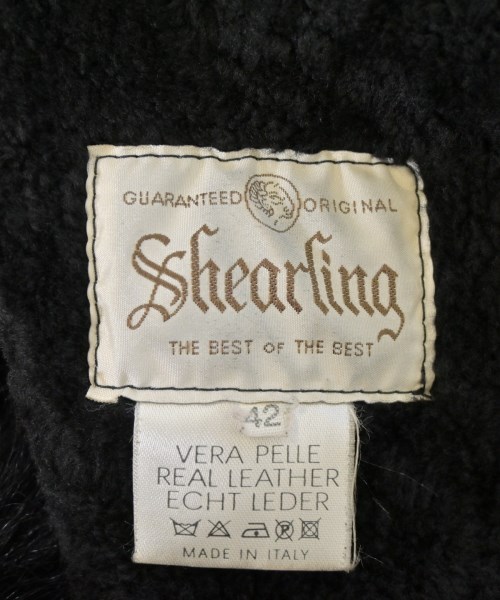 GUARANTEED ORIGINAL
Shearling
THE BEST OF THE BEST
42
VERA PELLE
REAL LEATHER
ECHT LEDER
MADE IN ITALY